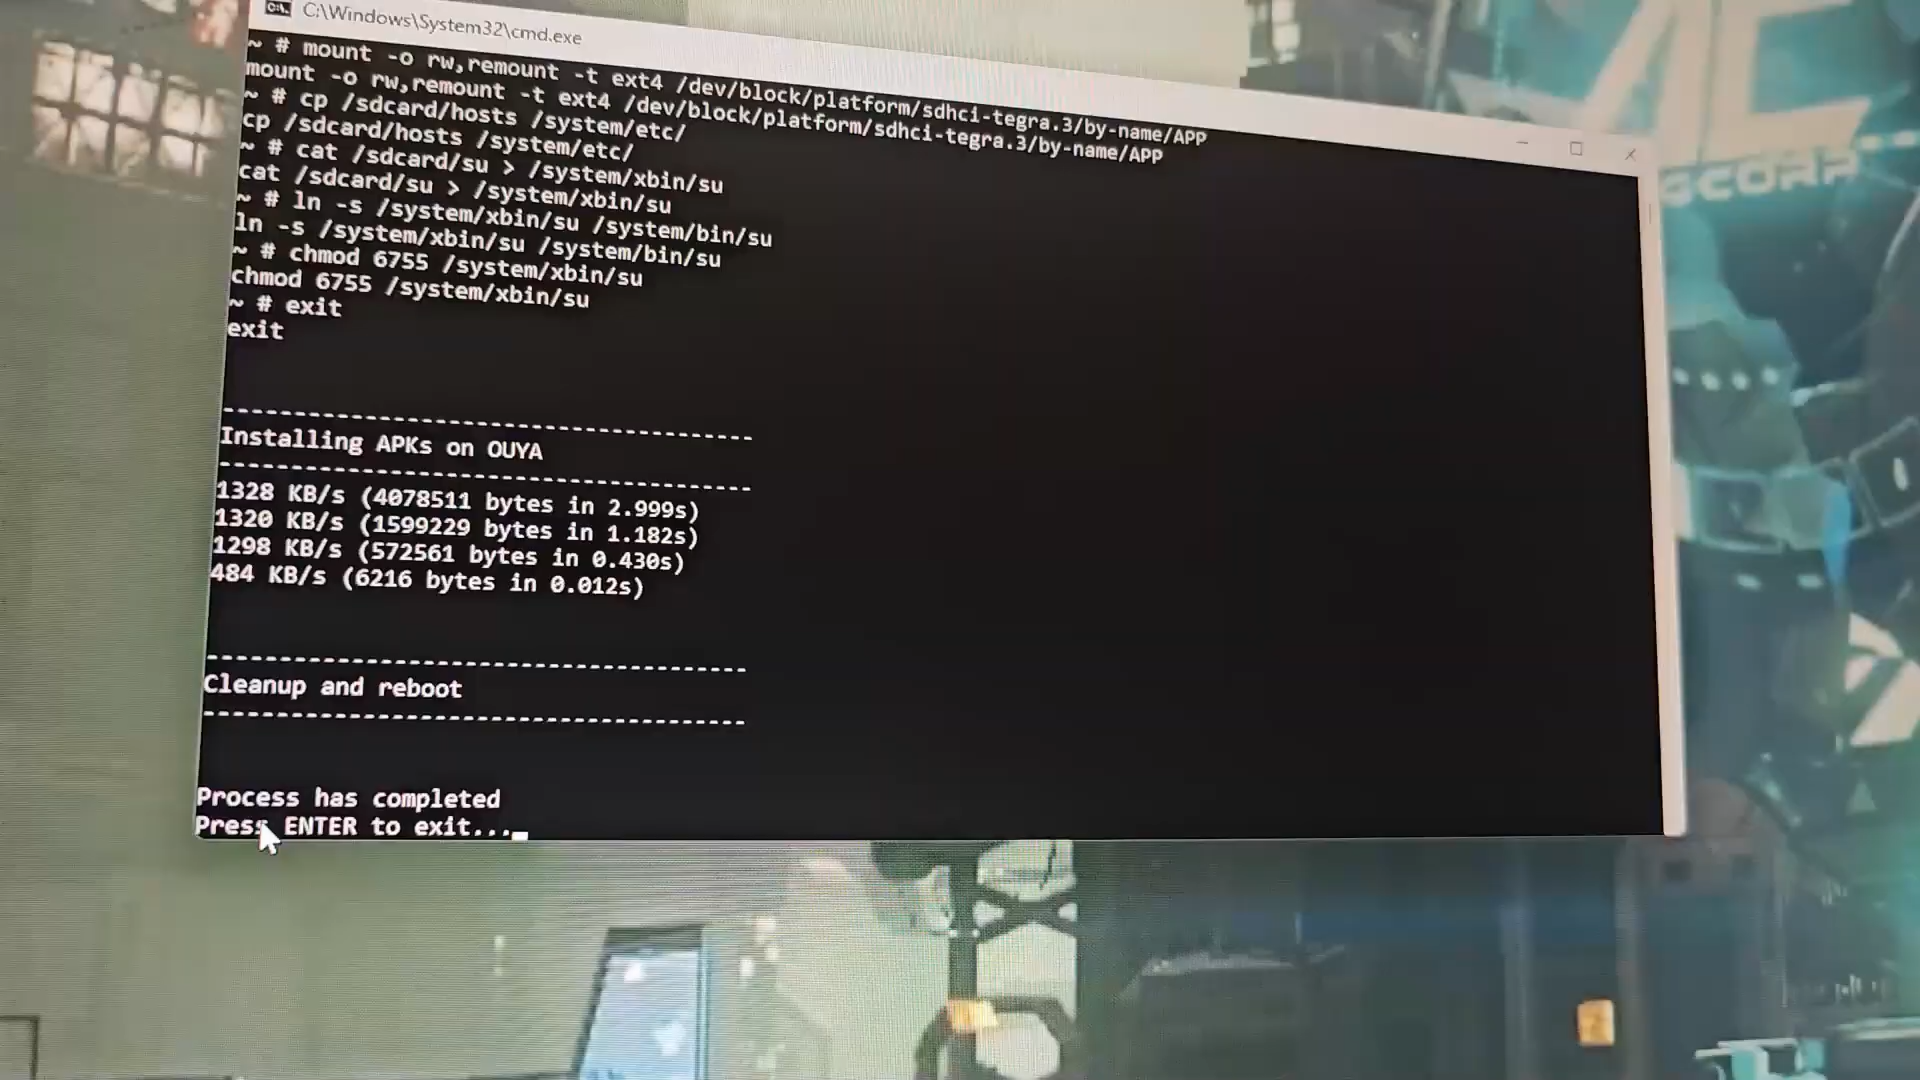 C:\Windows\System32\cmd.exe
~ # mount -o rw,remount -t ext4 /dev/block/platform/sdhci-tegra.3/by-name/APP
mount -o rw,remount -t ext4 /dev/block/platform/sdhci-tegra.3/by-name/APP
~ # cp /sdcard/hosts /system/etc/
cp /sdcard/hosts /system/etc/
~ # cat /sdcard/su > /system/xbin/su
cat /sdcard/su > /system/xbin/su
~ # ln -s /system/xbin/su /system/bin/su
ln -s /system/xbin/su /system/bin/su
~ # chmod 6755 /system/xbin/su
chmod 6755 /system/xbin/su
~ # exit
exit
---------------------------------------
Installing APKs on OUYA
---------------------------------------
1328 KB/s (4078511 bytes in 2.999s)
1320 KB/s (1599229 bytes in 1.182s)
1298 KB/s (572561 bytes in 0.430s)
484 KB/s (6216 bytes in 0.012s)
---------------------------------------
Cleanup and reboot
---------------------------------------
Process has completed
Press ENTER to exit...